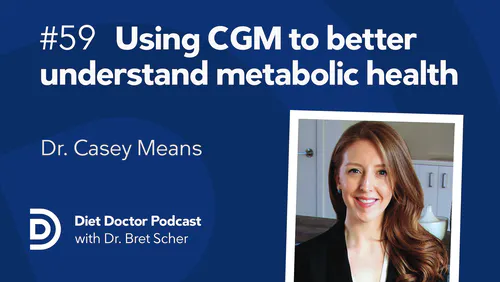 #59 Using CGM to better
understand metabolic health
Dr. Casey Means
Diet Doctor Podcast
with Dr. Bret Scher